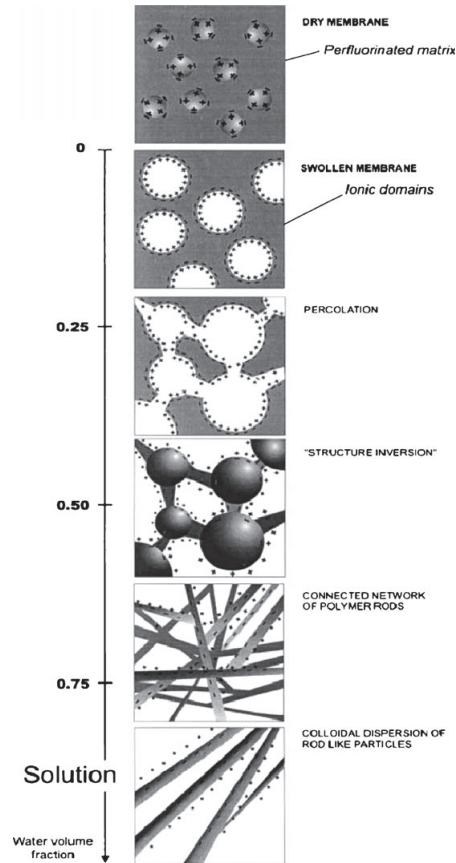 DRY MEMBRANE
Perfluorinated matrix
0
SWOLLEN MEMBRANE
Ionic domains
0.25
PERCOLATION
0.50
"STRUCTURE INVERSION"
CONNECTED NETWORK
OF POLYMER RODS
0.75
COLLOIDAL DISPERSION OF
ROD LIKE PARTICLES
Solution
Water volume
fraction